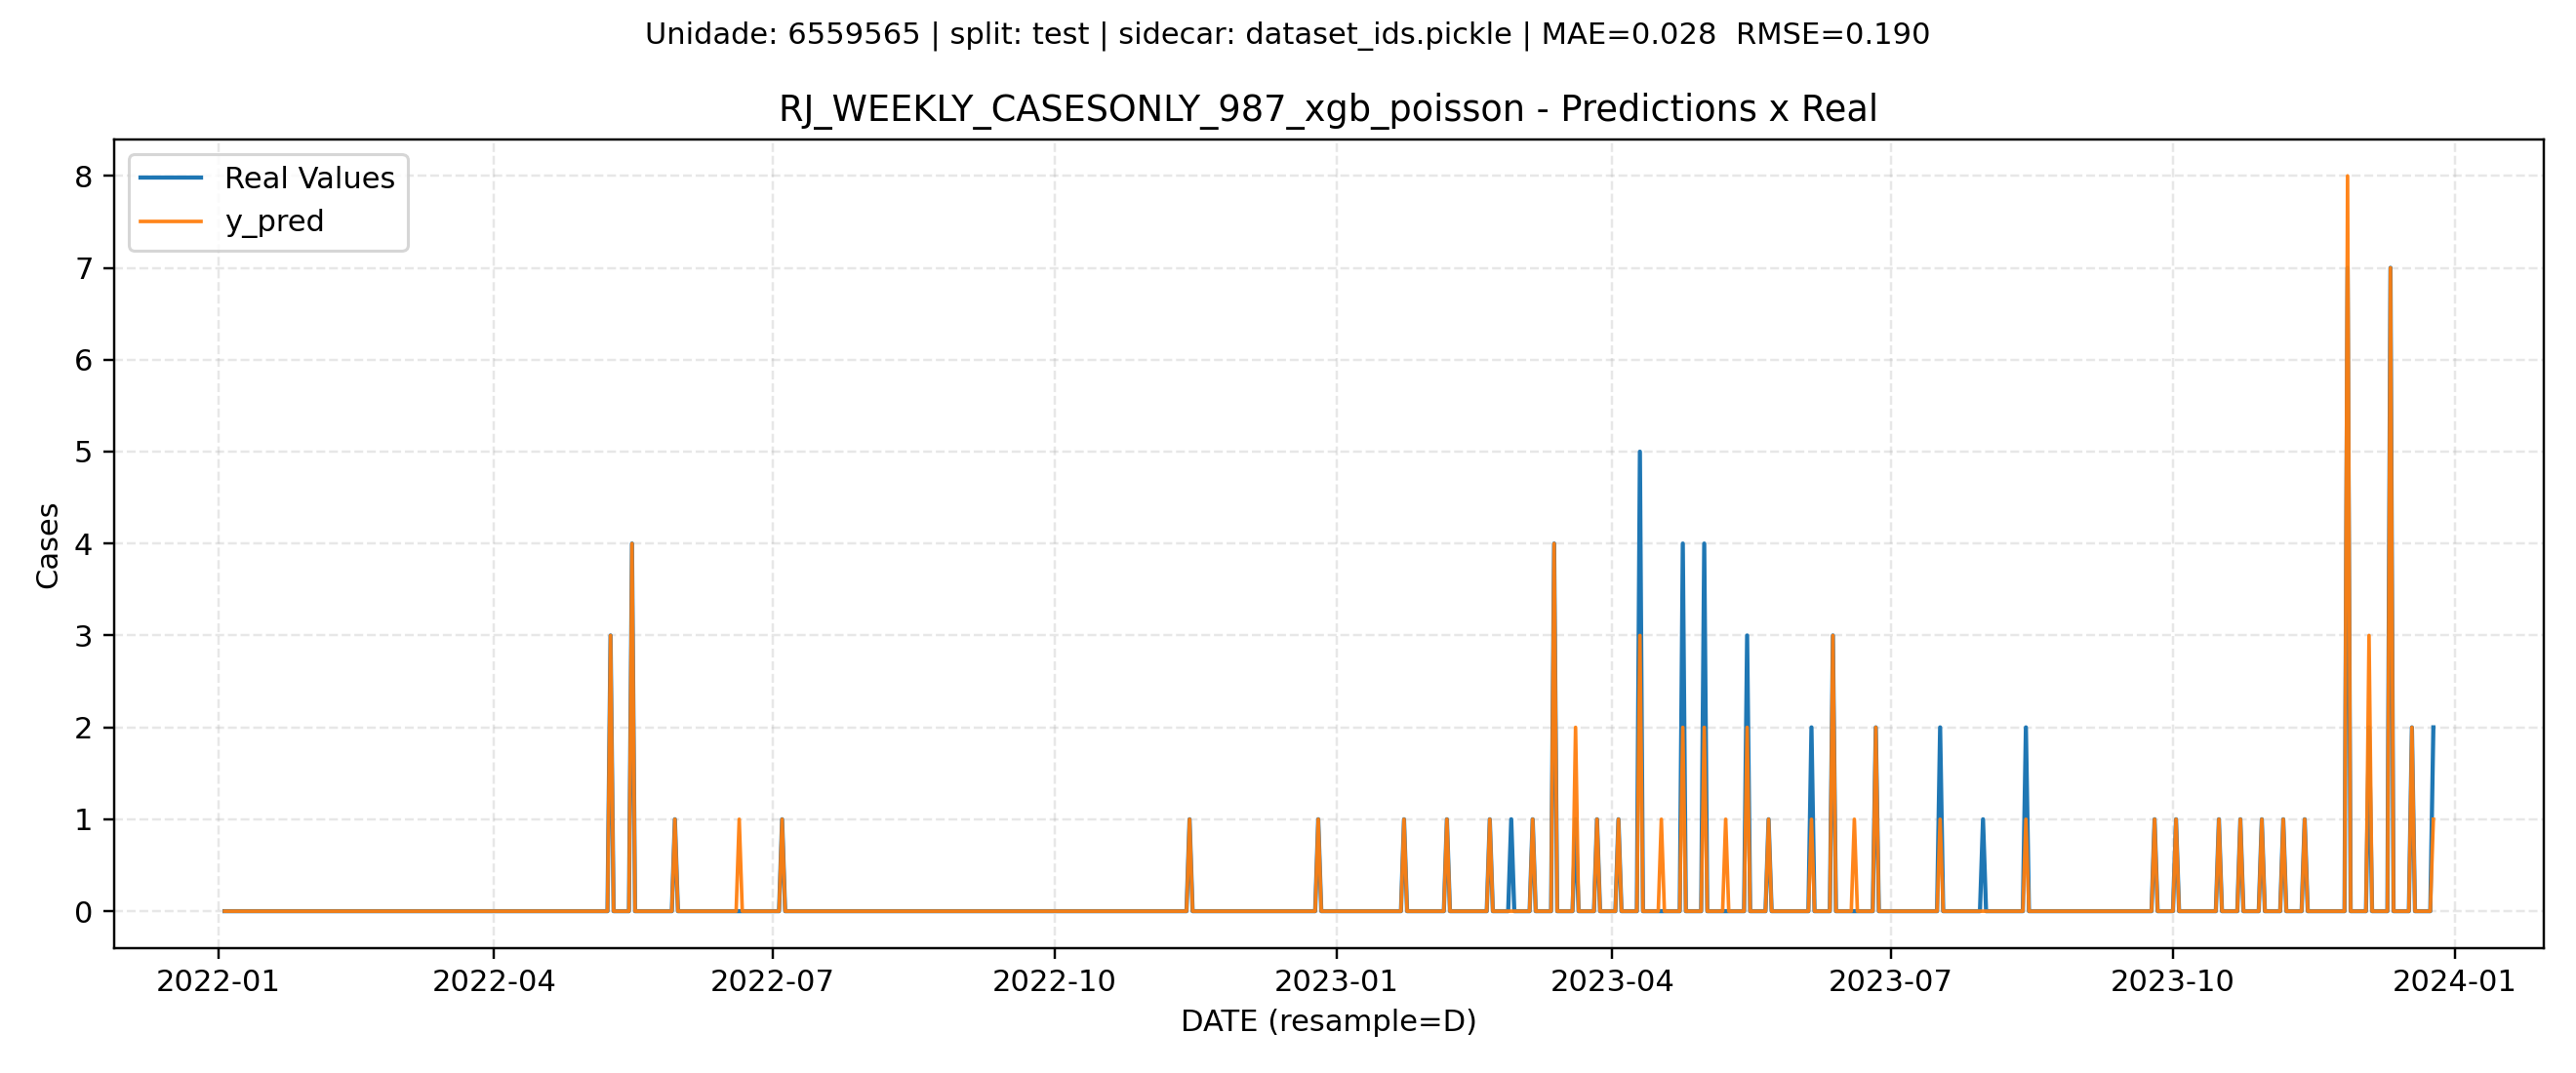 Unidade: 6559565 | split: test | sidecar: dataset_ids.pickle | MAE=0.028  RMSE=0.190
RJ_WEEKLY_CASESONLY_987_xgb_poisson - Predictions x Real
Real Values
y_pred
8
7
6
5
4
3
2
1
0
Cases
2022-01 2022-04 2022-07 2022-10 2023-01 2023-04 2023-07 2023-10 2024-01
DATE (resample=D)